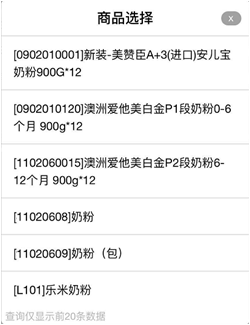 商品选择
x
[0902010001]新装-美赞臣A+3(进口)安儿宝
奶粉900G*12
[0902010120]澳洲爱他美白金P1段奶粉0-6
个月 900g*12
[1102060015]澳洲爱他美白金P2段奶粉6-
12个月 900g*12
[11020608]奶粉
[11020609]奶粉（包）
[L101]乐米奶粉
查询仅显示前20条数据